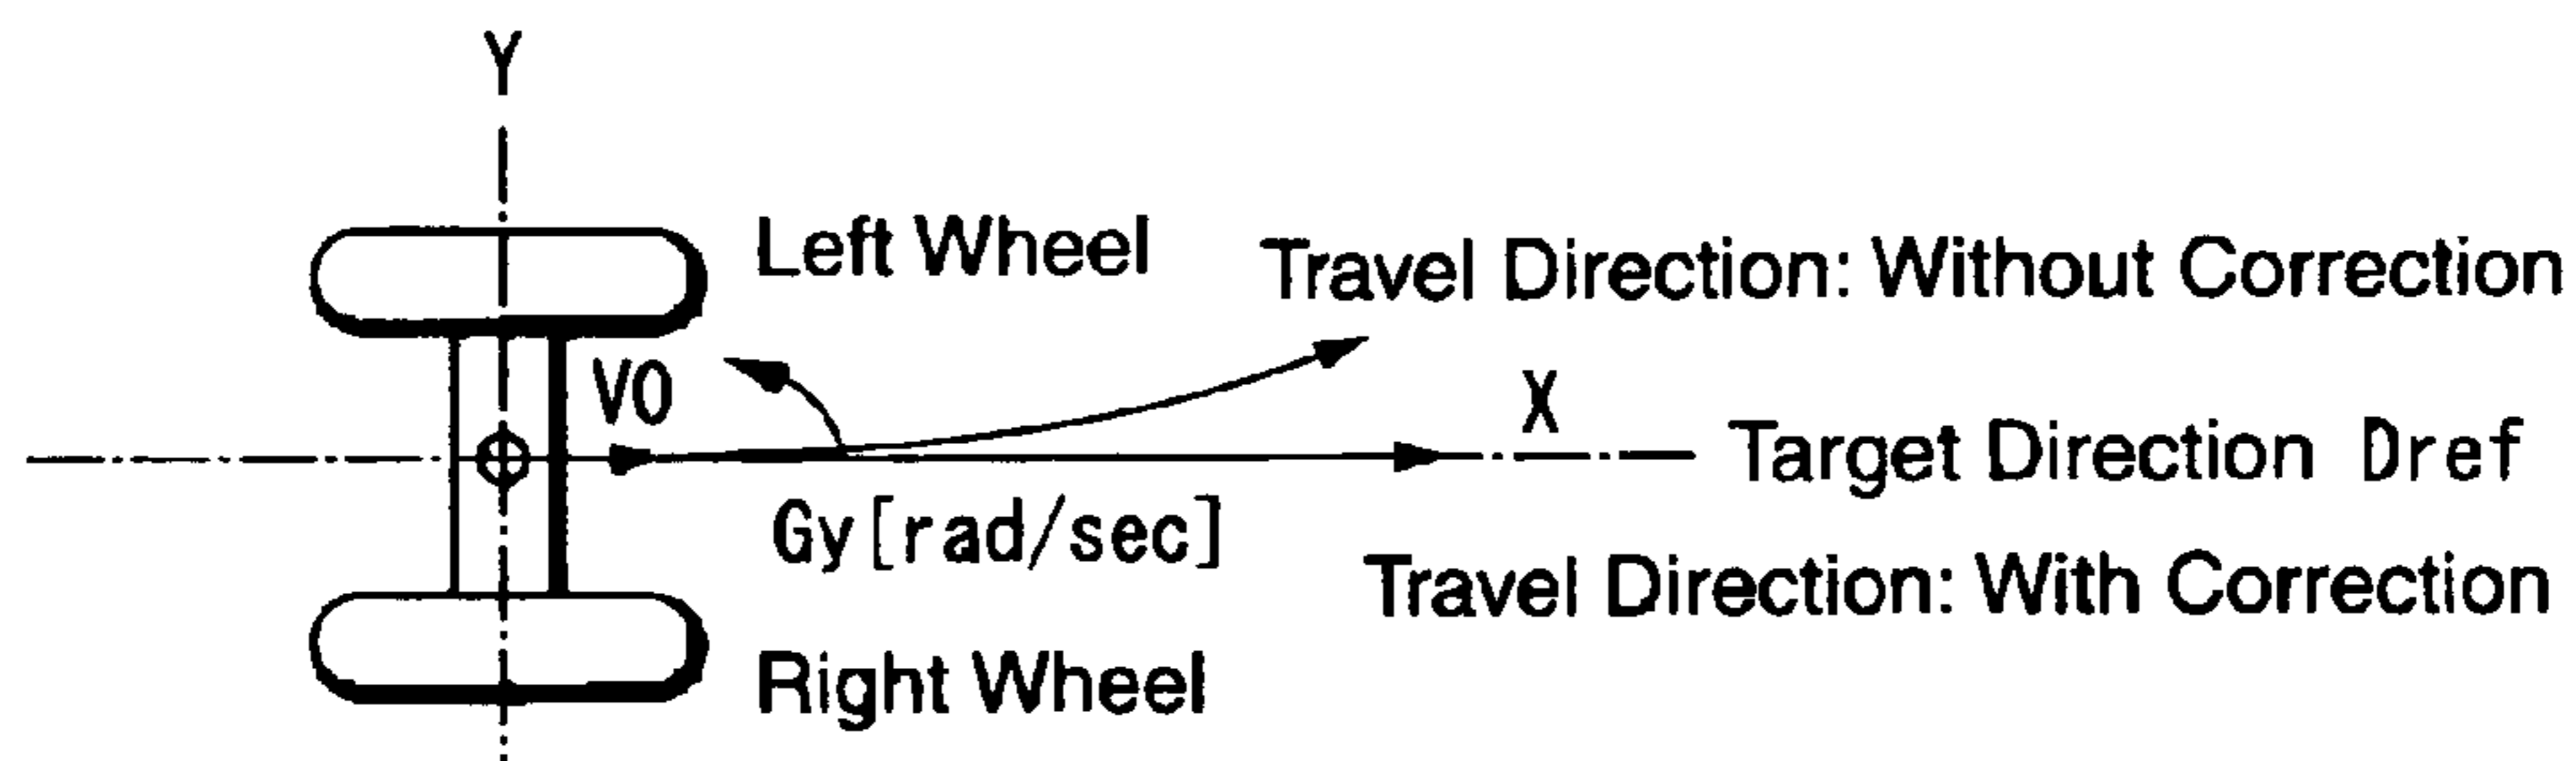 Y
Left Wheel
Travel Direction: Without Correction
V0
X
Target Direction Dref
Gy[rad/sec]
Travel Direction: With Correction
Right Wheel